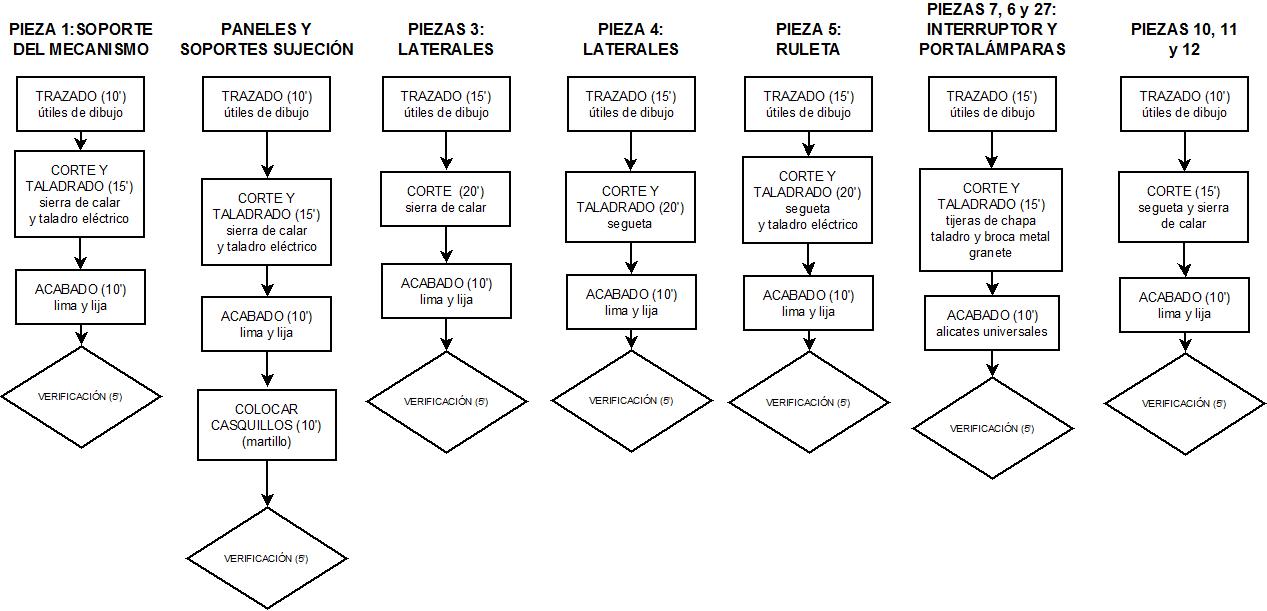 PIEZA 1:SOPORTE
DEL MECANISMO
TRAZADO (10')
útiles de dibujo
CORTE Y
TALADRADO (15')
sierra de calar
y taladro eléctrico
ACABADO (10')
lima y lija
VERIFICACIÓN (5')
PANELES Y
SOPORTES SUJECIÓN
TRAZADO (10')
útiles de dibujo
CORTE Y
TALADRADO (15')
sierra de calar
y taladro eléctrico
ACABADO (10')
lima y lija
COLOCAR
CASQUILLOS (10')
(martillo)
VERIFICACIÓN (5')
PIEZAS 3:
LATERALES
TRAZADO (15')
útiles de dibujo
CORTE (20')
sierra de calar
ACABADO (10')
lima y lija
VERIFICACIÓN (5')
PIEZA 4:
LATERALES
TRAZADO (15')
útiles de dibujo
CORTE Y
TALADRADO (20')
segueta
ACABADO (10')
lima y lija
VERIFICACIÓN (5')
PIEZA 5:
RULETA
TRAZADO (15')
útiles de dibujo
CORTE Y
TALADRADO (20')
segueta
y taladro eléctrico
ACABADO (10')
lima y lija
VERIFICACIÓN (5')
PIEZAS 7, 6 y 27:
INTERRUPTOR Y
PORTALÁMPARAS
TRAZADO (15')
útiles de dibujo
CORTE Y
TALADRADO (15')
tijeras de chapa
taladro y broca metal
granete
ACABADO (10')
alicates universales
VERIFICACIÓN (5')
PIEZAS 10, 11
y 12
TRAZADO (10')
útiles de dibujo
CORTE (15')
segueta y sierra
de calar
ACABADO (10')
lima y lija
VERIFICACIÓN (5')